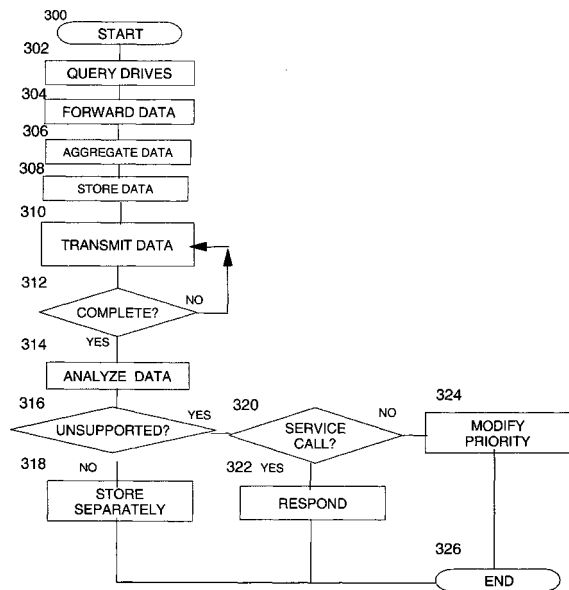 300
START
302
QUERY DRIVES
304
FORWARD DATA
306
AGGREGATE DATA
308
STORE DATA
310
TRANSMIT DATA
312
COMPLETE?
NO
YES
314
ANALYZE DATA
316
UNSUPPORTED?
YES
320
SERVICE
CALL?
NO
324
MODIFY
PRIORITY
318
NO
STORE
SEPARATELY
322
YES
RESPOND
326
END